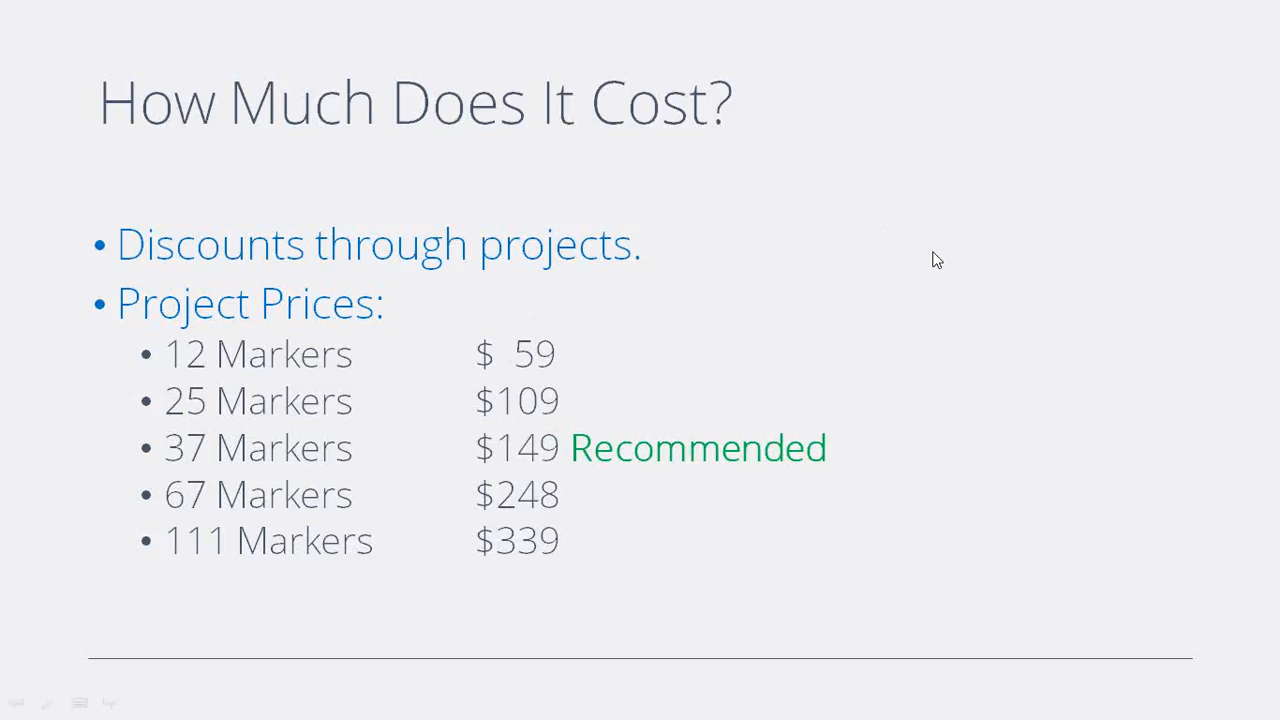 How Much Does It Cost?
• Discounts through projects.
• Project Prices:
• 12 Markers $ 59
• 25 Markers $109
• 37 Markers $149 Recommended
• 67 Markers $248
• 111 Markers $339